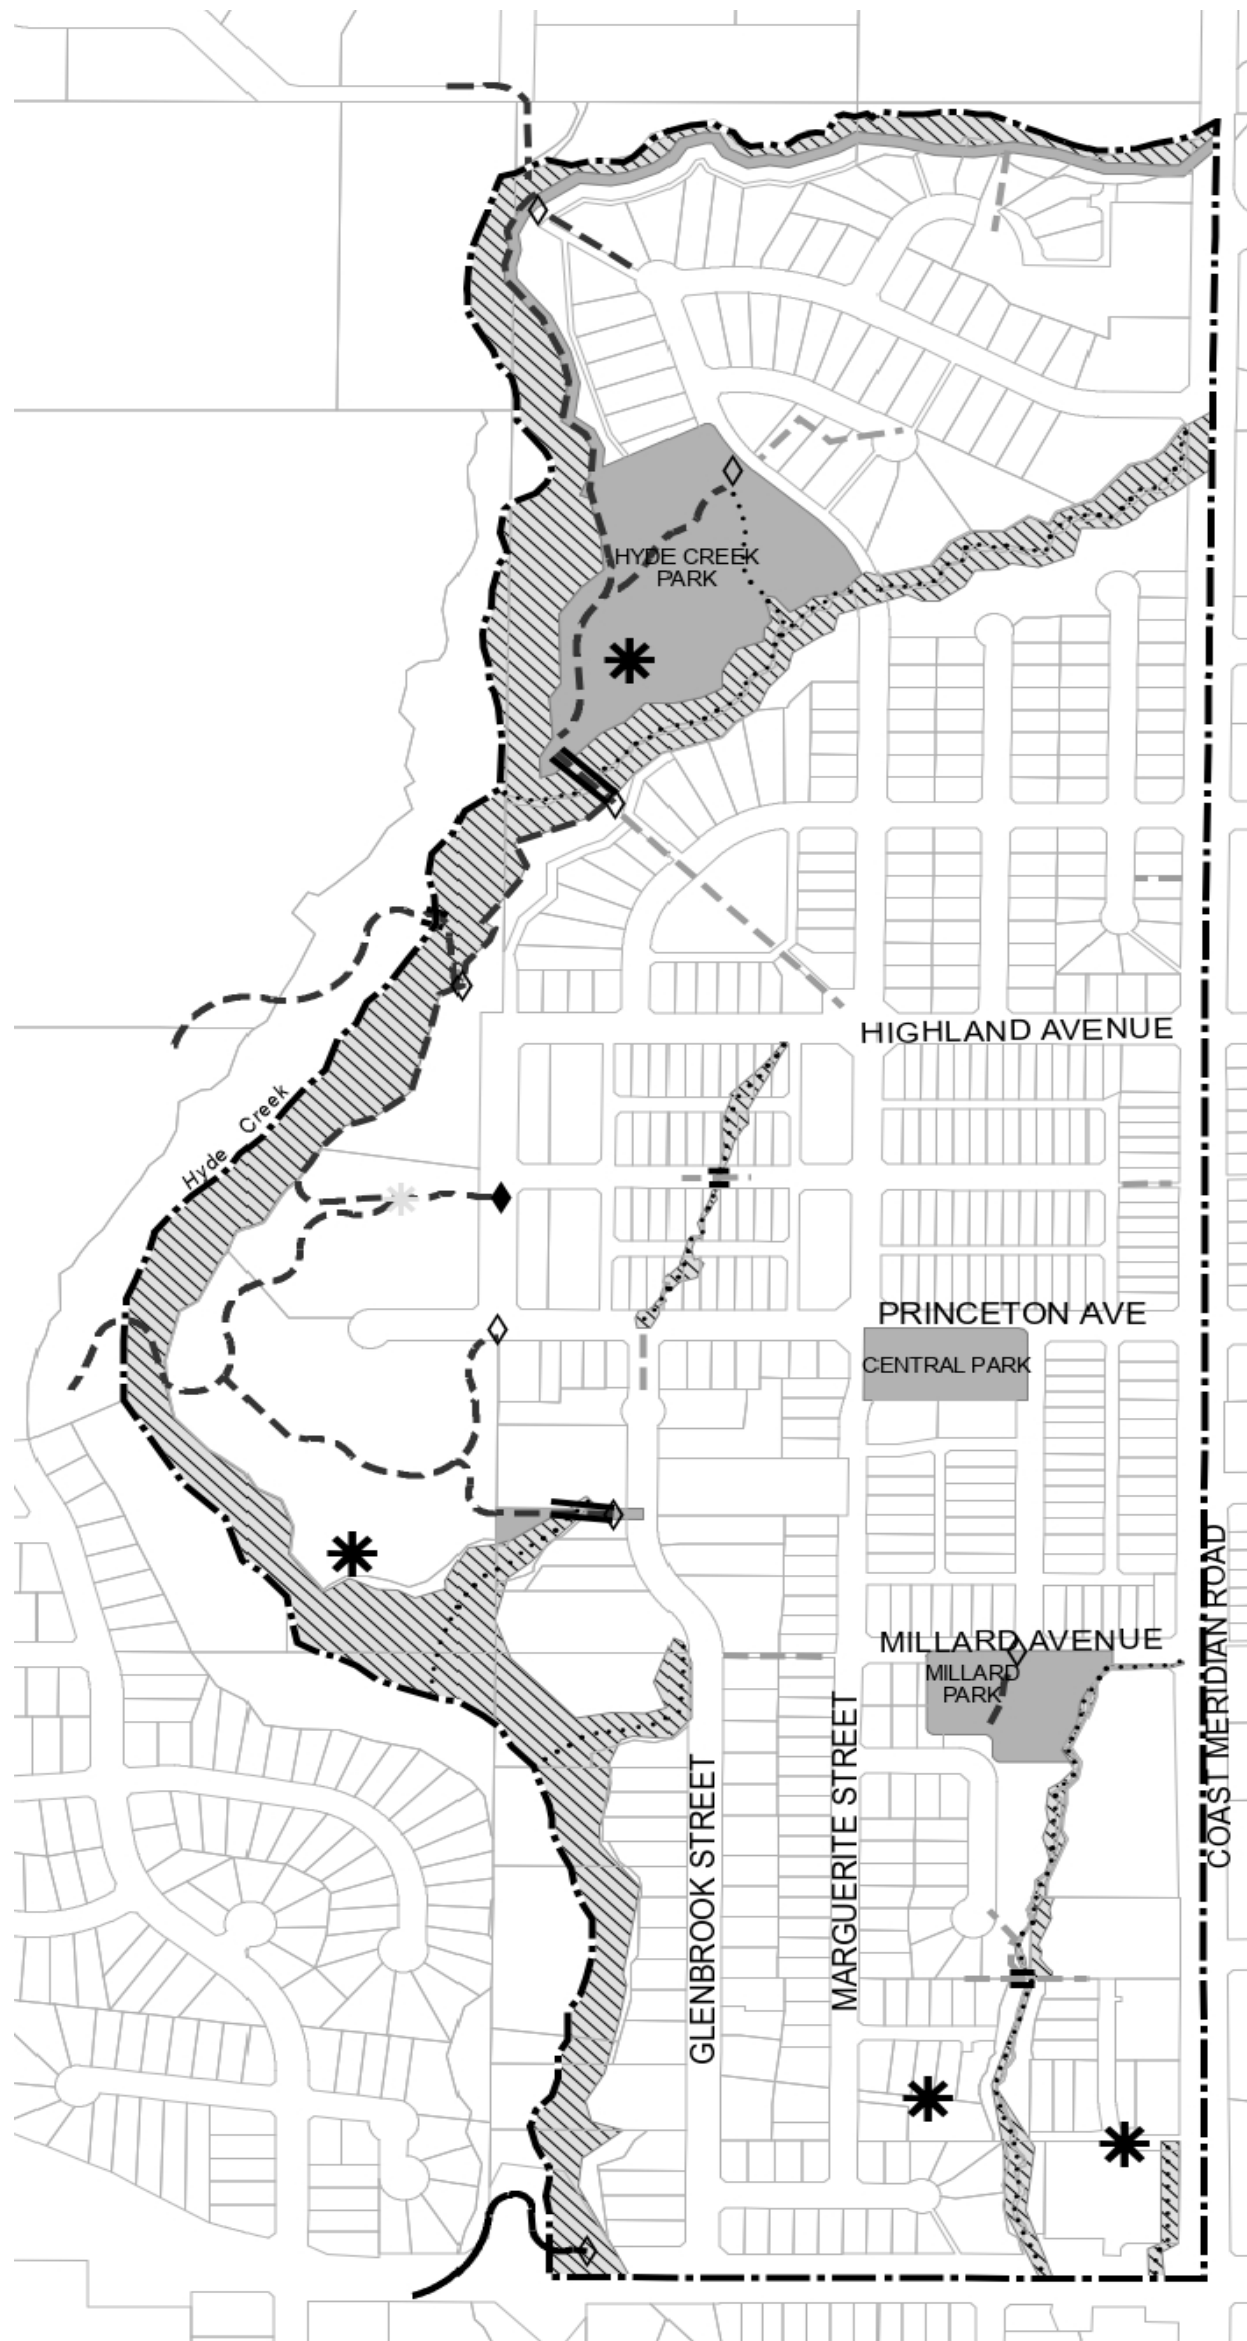 HYDE CREEK
PARK
HIGHLAND AVENUE
Hyde Creek
PRINCETON AVE
CENTRAL PARK
MILLARD AVENUE
MILLARD
PARK
COAST MERIDIAN ROAD
MARGUERITE STREET
GLENBROOK STREET